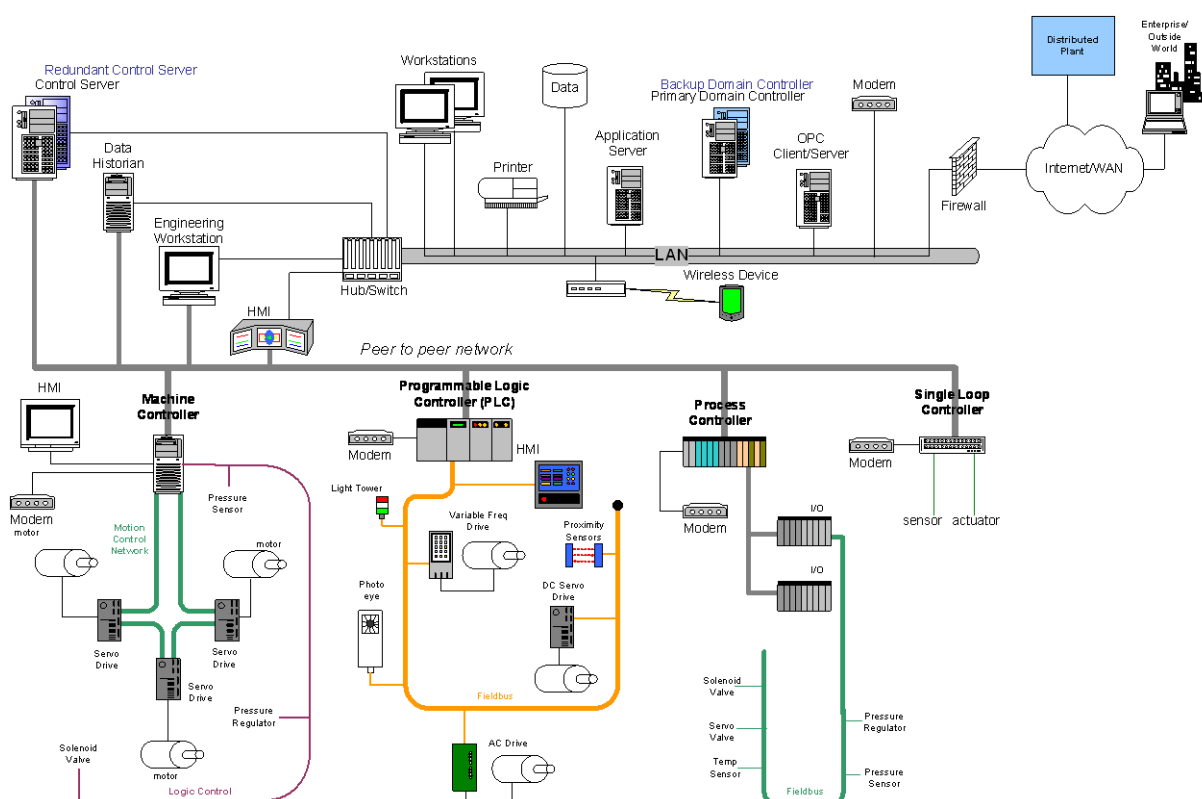 Redundant Control Server
Control Server
Data
Historian
Engineering
Workstation
HMI
Hub/Switch
Workstations
Printer
Data
Application
Server
Backup Domain Controller
Primary Domain Controller
OPC
Client/Server
Modem
Firewall
Distributed
Plant
Enterprise/
Outside
World
Internet/WAN
LAN
Wireless Device
Peer to peer network
HMI
Machine
Controller
Modem
motor
Pressure
Sensor
Motion
Control
Network
motor
Servo
Drive
Servo
Drive
Servo
Drive
Pressure
Regulator
Solenoid
Valve
motor
Logic Control
Programmable Logic
Controller (PLC)
Modem
HMI
Light Tower
Variable Freq
Drive
Proximity
Sensors
Photo
eye
DC Servo
Drive
Fieldbus
AC Drive
Process
Controller
Modem
I/O
I/O
Solenoid
Valve
Servo
Valve
Temp
Sensor
Pressure
Regulator
Pressure
Sensor
Fieldbus
Single Loop
Controller
Modem
sensor
actuator